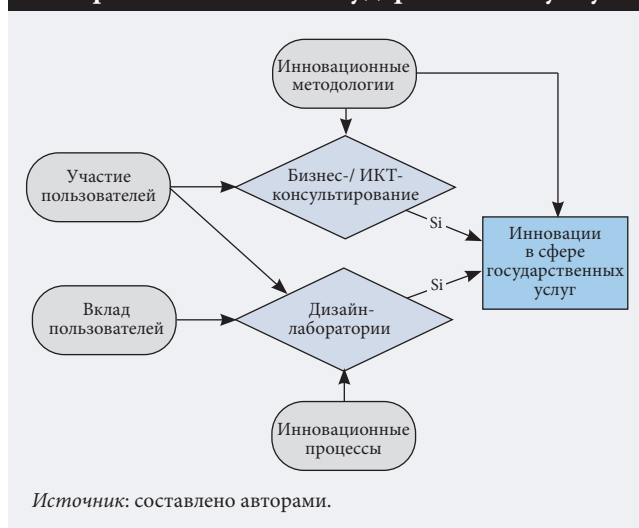 Инновационные
методологии
Участие
пользователей
Бизнес-/ ИКТ-
консультирование
Si
Инновации
в сфере
государственных
услуг
Si
Вклад
пользователей
Дизайн-
лаборатории
Инновационные
процессы
Источник: составлено авторами.